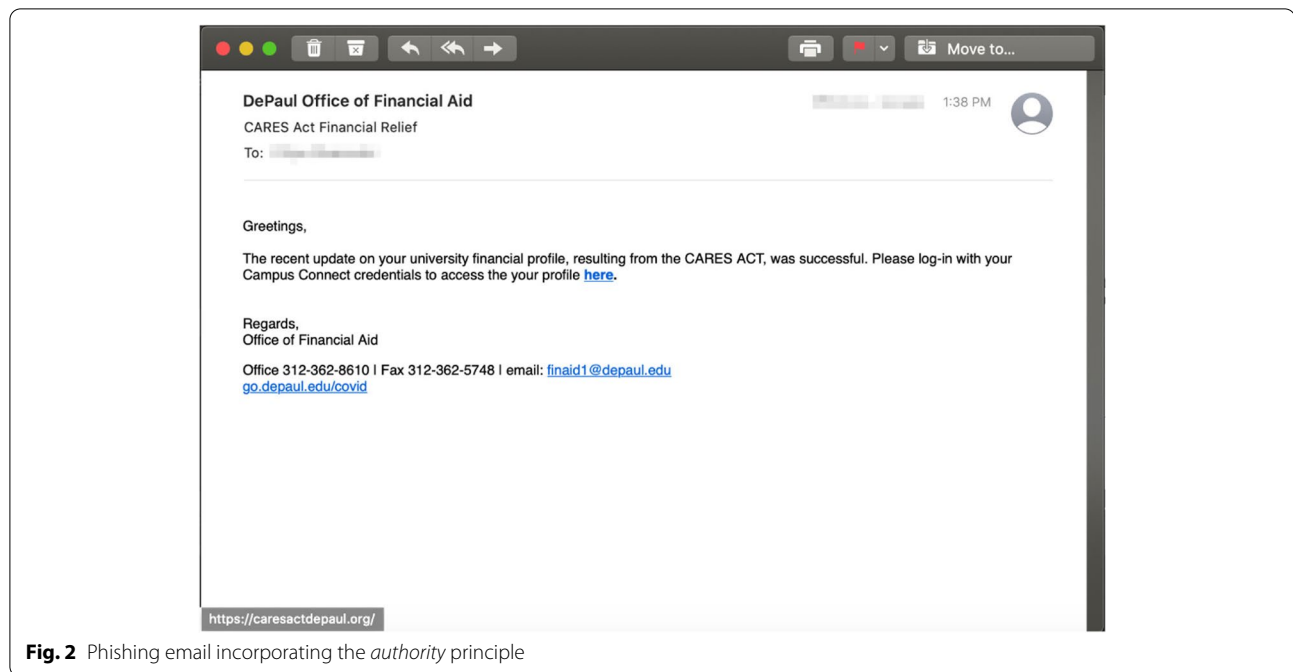 Move to...
DePaul Office of Financial Aid
1:38 PM
CARES Act Financial Relief
To:
Greetings,
The recent update on your university financial profile, resulting from the CARES ACT, was successful. Please log-in with your
Campus Connect credentials to access the your profile here.
Regards,
Office of Financial Aid
Office 312-362-8610 I Fax 312-362-5748 I email: finaid1@depaul.edu
go.depaul.edu/covid
https://caresactdepaul.org/
Fig. 2 Phishing email incorporating the authority principle